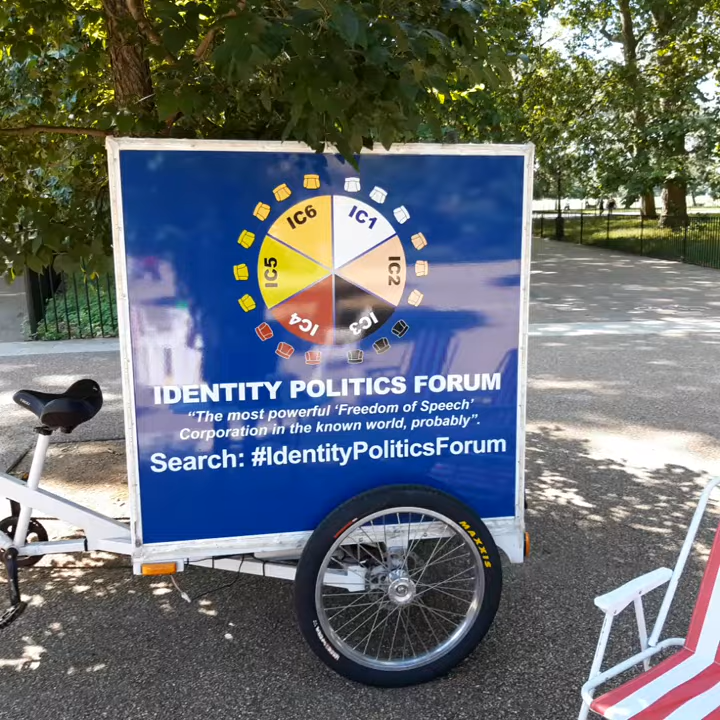 IC1
IC2
IC3
IC4
IC5
IC6
IDENTITY POLITICS FORUM
“The most powerful ‘Freedom of Speech’
Corporation in the known world, probably”.
Search: #IdentityPoliticsForum
MAXXIS